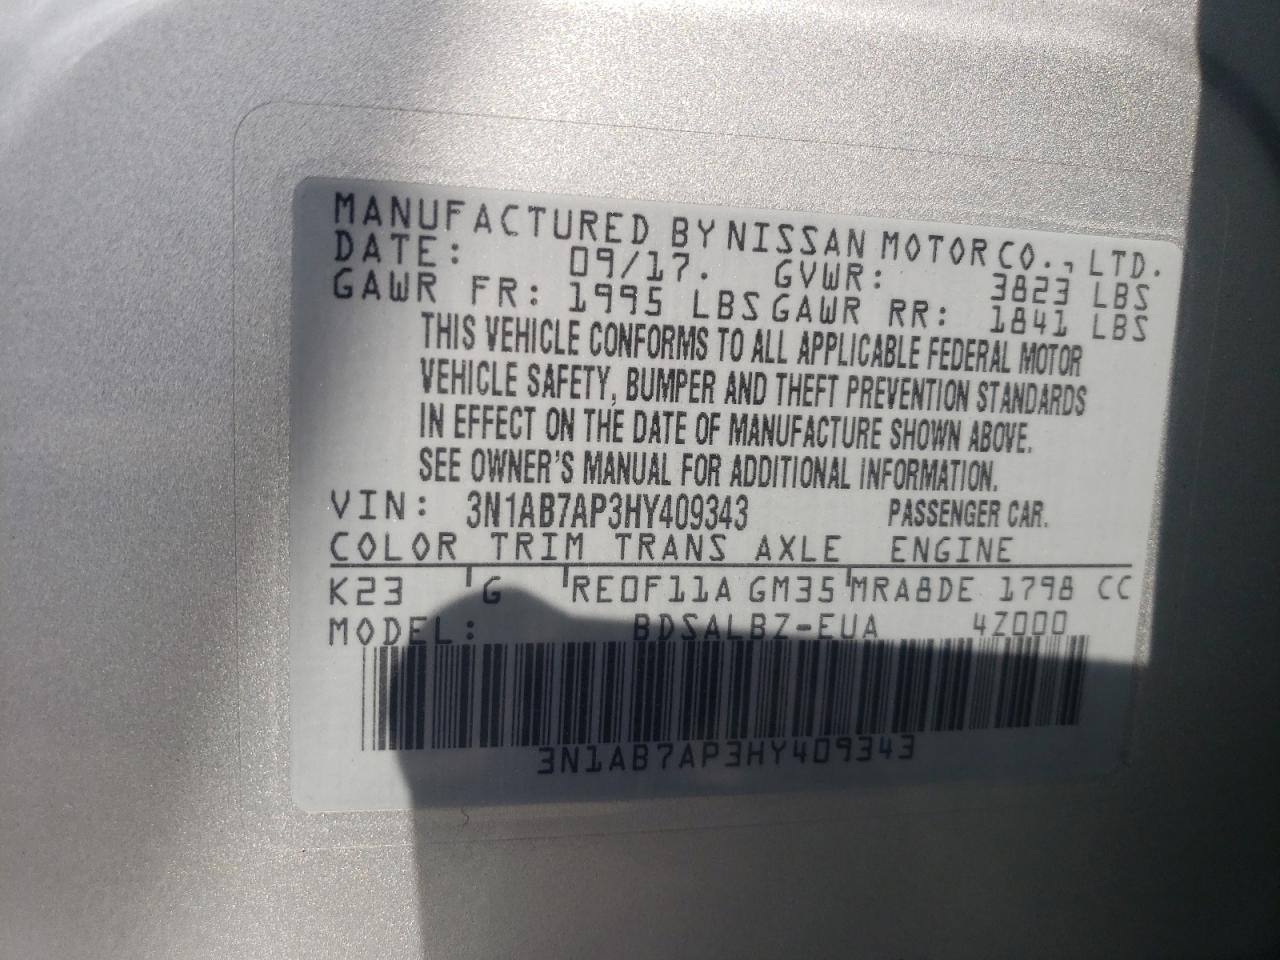 MANUFACTURED BY NISSAN MOTOR CO., LTD.
DATE: 09/17. GVWR: 3823 LBS
GAWR FR: 1995 LBS GAWR RR: 1841 LBS
THIS VEHICLE CONFORMS TO ALL APPLICABLE FEDERAL MOTOR
VEHICLE SAFETY, BUMPER AND THEFT PREVENTION STANDARDS
IN EFFECT ON THE DATE OF MANUFACTURE SHOWN ABOVE.
SEE OWNER'S MANUAL FOR ADDITIONAL INFORMATION.
VIN: 3N1AB7AP3HY409343 PASSENGER CAR.
COLOR TRIM TRANS AXLE ENGINE
K23 G RE0F11A GM35 MRA8DE 1798 CC
MODEL: BDSALBZ-EUA 4Z000
3N1AB7AP3HY409343